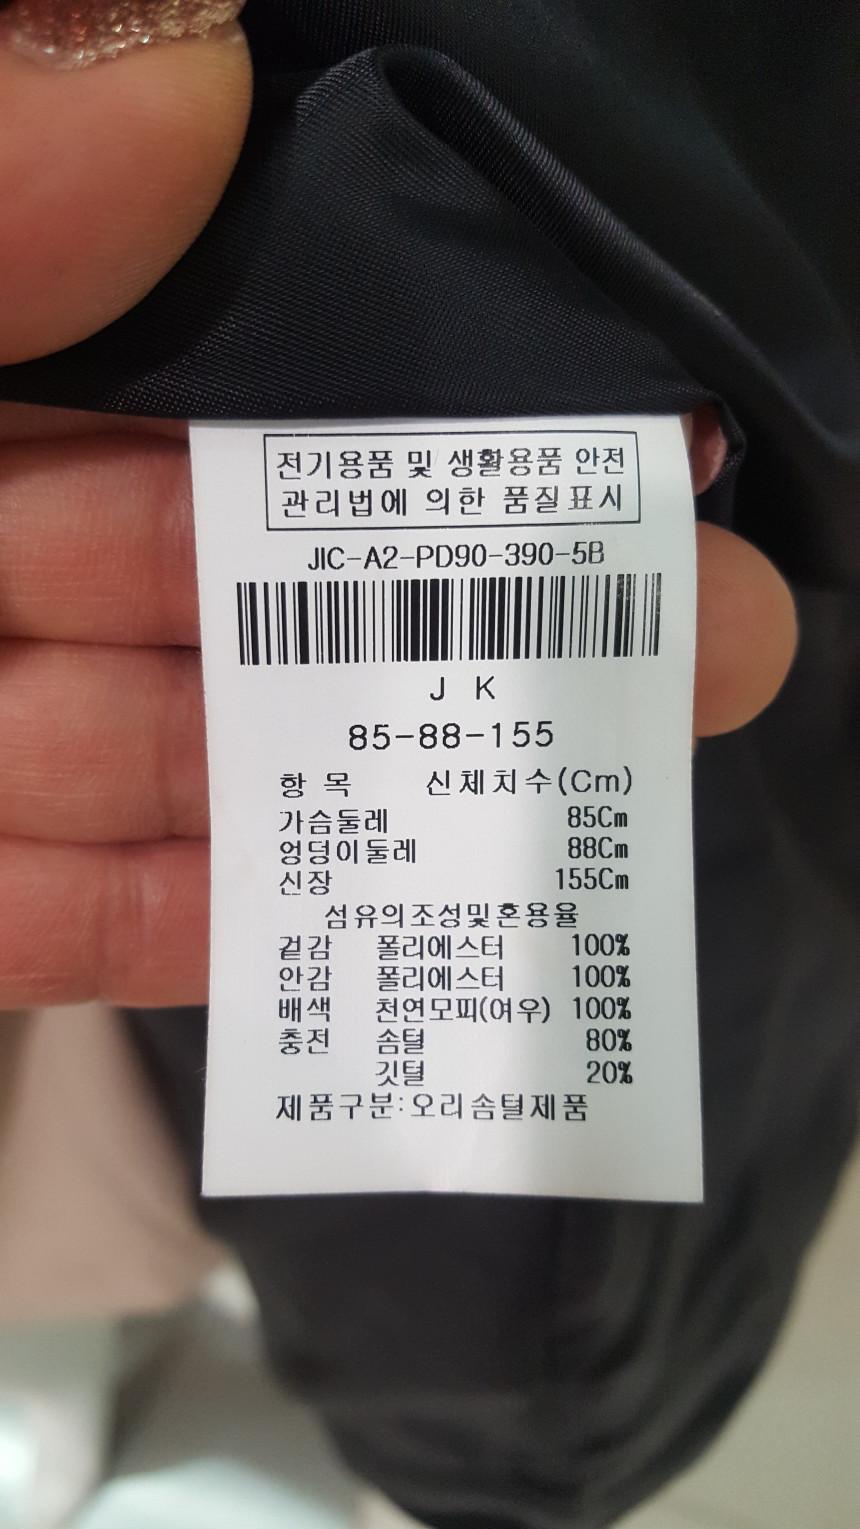 전기용품 및 생활용품 안전
관리법에 의한 품질표시
JIC-A2-PD90-390-5B
J K
85-88-155
항 목 신체치수(Cm)
가슴둘레 85Cm
엉덩이둘레 88Cm
신장 155Cm
섬유의조성및혼용율
겉감 폴리에스터 100%
안감 폴리에스터 100%
배색 천연모피(여우) 100%
충전 솜털 80%
깃털 20%
제품구분:오리솜털제품